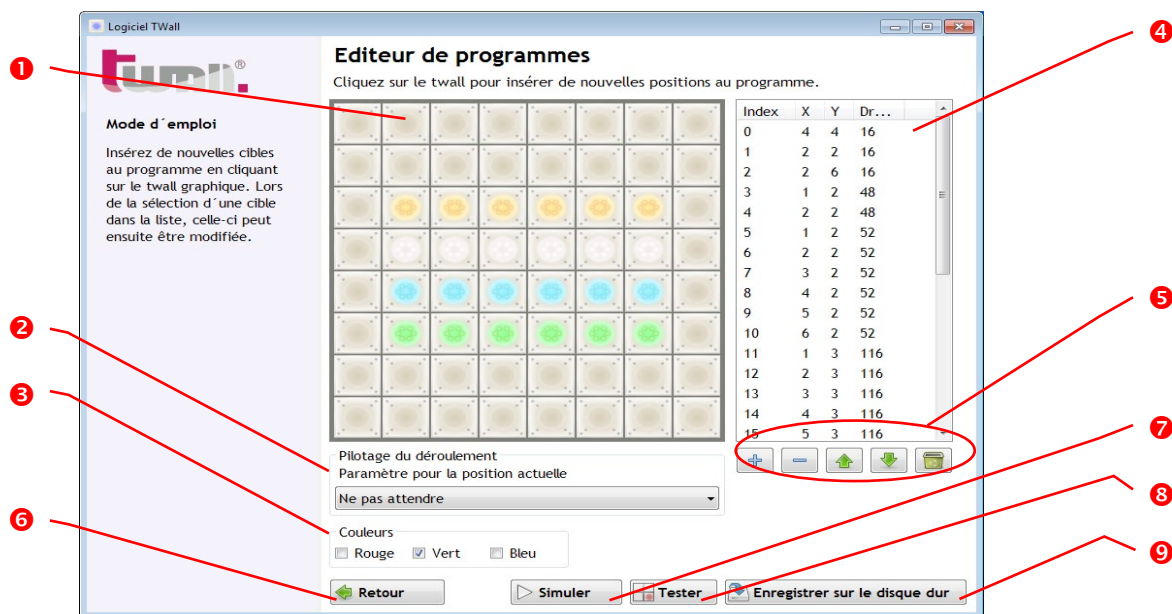 Logiciel TWall
tumli®
Mode d´emploi
Insérez de nouvelles cibles
au programme en cliquant
sur le twall graphique. Lors
de la sélection d´une cible
dans la liste, celle-ci peut
ensuite être modifiée.
Editeur de programmes
Cliquez sur le twall pour insérer de nouvelles positions au programme.
Index X Y Dr...
0 4 4 16
1 2 2 16
2 2 6 16
3 1 2 48
4 2 2 48
5 1 2 52
6 2 2 52
7 3 2 52
8 4 2 52
9 5 2 52
10 6 2 52
11 1 3 116
12 2 3 116
13 3 3 116
14 4 3 116
15 5 3 116
Pilotage du déroulement
Paramètre pour la position actuelle
Ne pas attendre
Couleurs
Rouge Vert Bleu
Retour Simuler Tester Enregistrer sur le disque dur
1
2
3
6
4
5
7
8
9